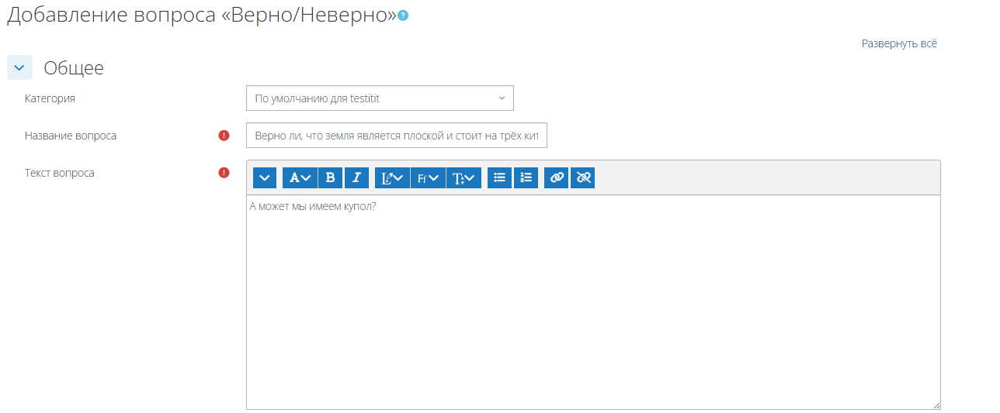 Добавление вопроса «Верно/Неверно»
Развернуть всё
Общее
Категория
По умолчанию для testitit
Название вопроса
Верно ли, что земля является плоской и стоит на трёх кит
Текст вопроса
А может мы имеем купол?